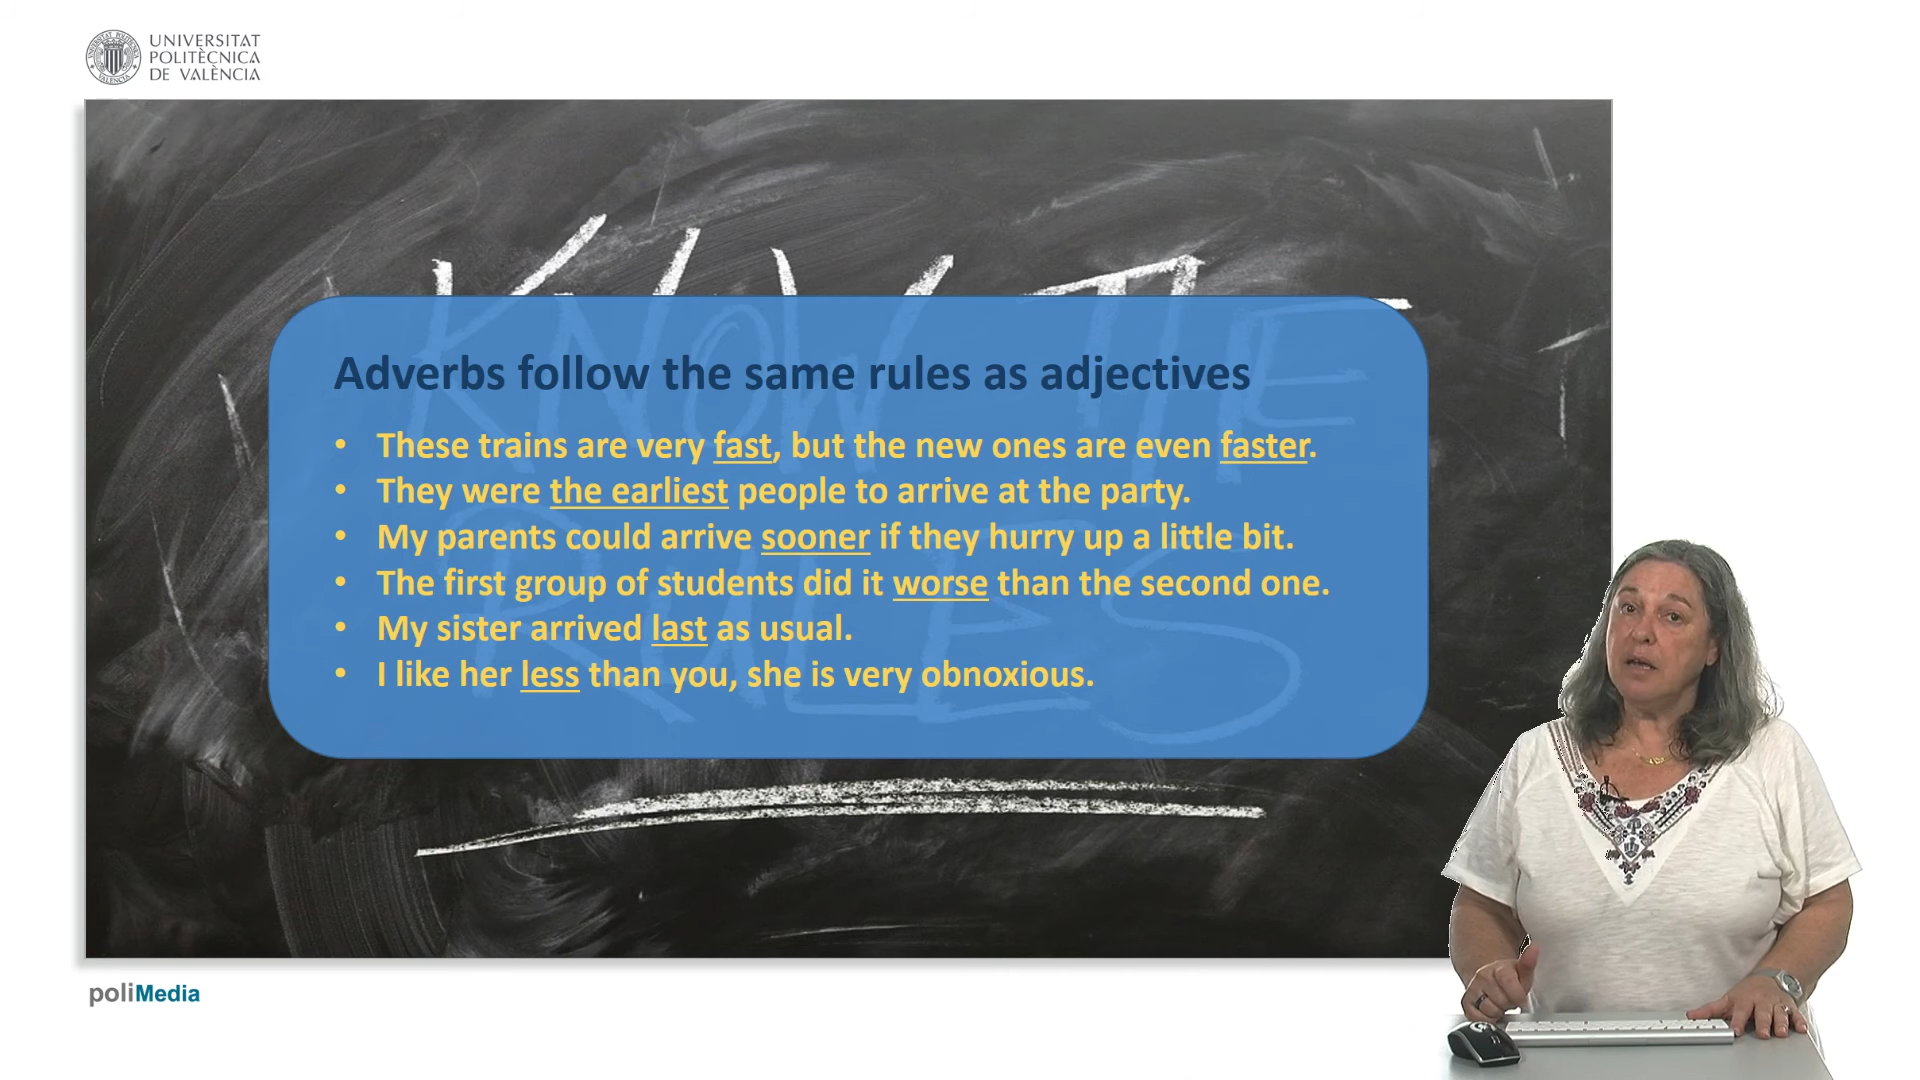 UNIVERSITAT
POLITÈCNICA
DE VALÈNCIA
KNOW THE
RULES
Adverbs follow the same rules as adjectives
• These trains are very fast, but the new ones are even faster.
• They were the earliest people to arrive at the party.
• My parents could arrive sooner if they hurry up a little bit.
• The first group of students did it worse than the second one.
• My sister arrived last as usual.
• I like her less than you, she is very obnoxious.
poliMedia